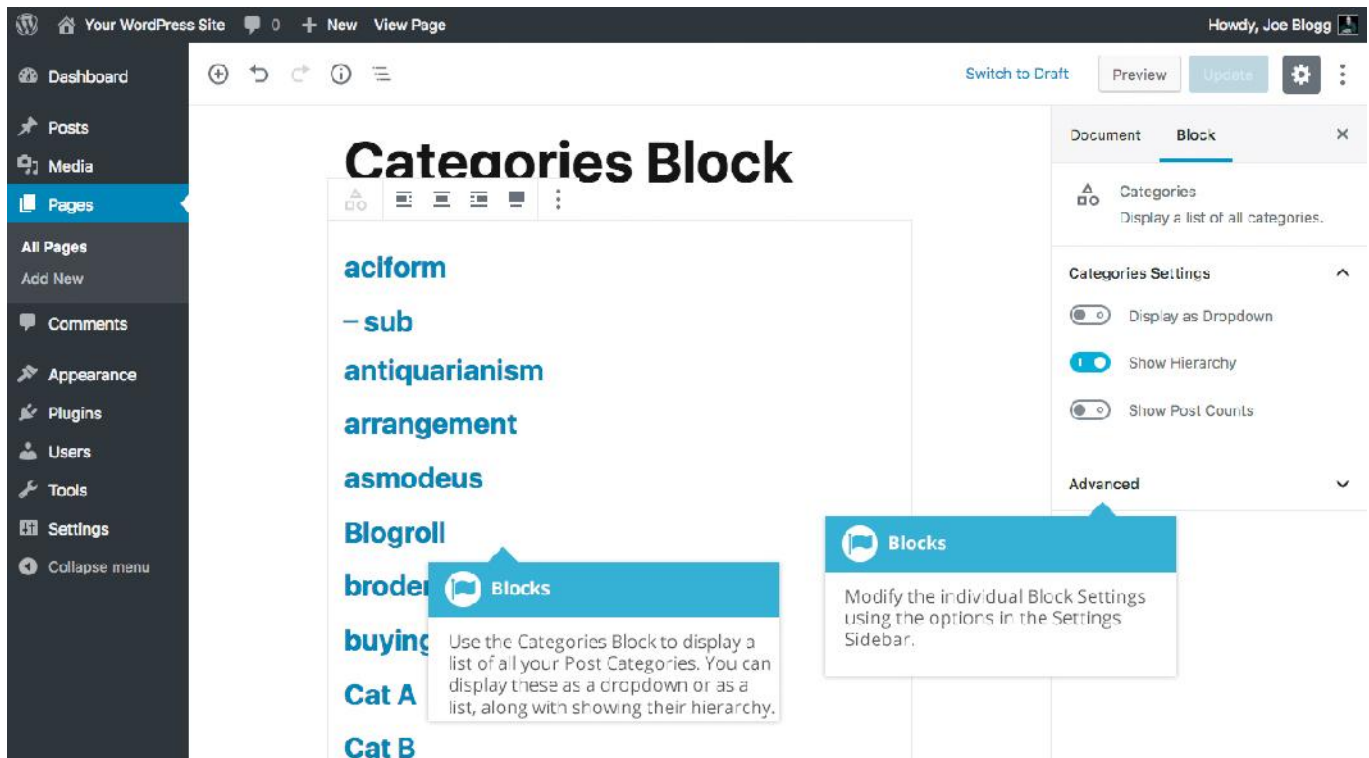 Your WordPress Site 0 + New View Page
Howdy, Joe Blogg
Dashboard
Posts
Media
Pages
All Pages
Add New
Comments
Appearance
Plugins
Users
Tools
Settings
Collapse menu
Switch to Draft
Preview
Update
Categories Block
aciform
– sub
antiquarianism
arrangement
asmodeus
Blogroll
buying
Cat A
Cat B
Blocks
Use the Categories Block to display a
list of all your Post Categories. You can
display these as a dropdown or as a
list, along with showing their hierarchy.
Document Block
Categories
Display a list of all categories.
Categories Settings
Display as Dropdown
Show Hierarchy
Show Post Counts
Advanced
Blocks
Modify the individual Block Settings
using the options in the Settings
Sidebar.